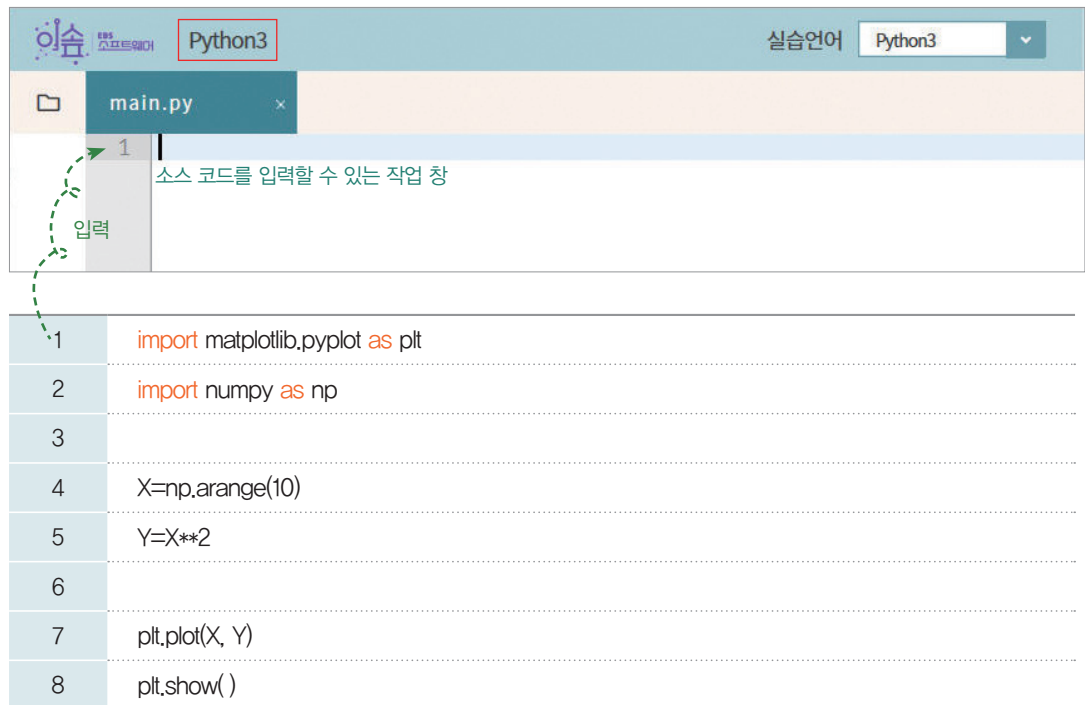 이솦 EBS 소프트웨어 Python3 실습언어 Python3
main.py ×
1
소스 코드를 입력할 수 있는 작업 창
입력
1 import matplotlib.pyplot as plt
2 import numpy as np
3
4 X=np.arange(10)
5 Y=X**2
6
7 plt.plot(X, Y)
8 plt.show( )